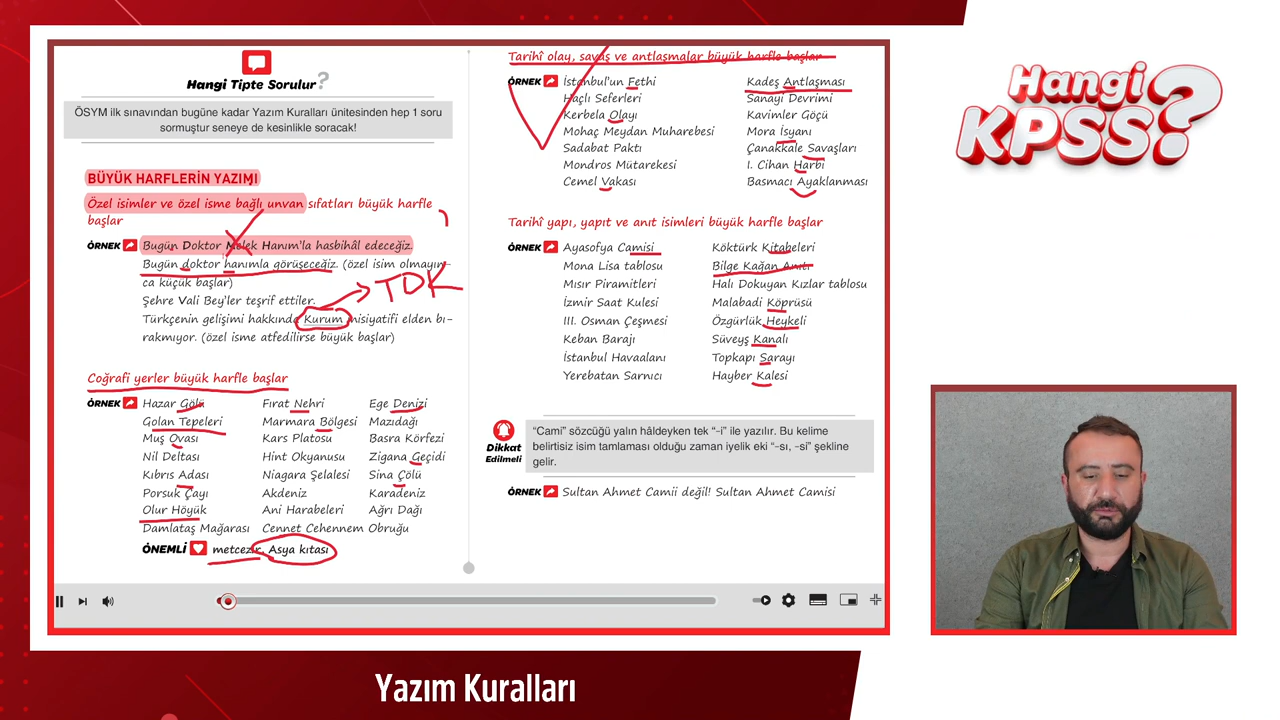 Hangi Tipte Sorulur?
ÖSYM ilk sınavından bugüne kadar Yazım Kuralları ünitesinden hep 1 soru
sormuştur seneye de kesinlikle soracak!
BÜYÜK HARFLERİN YAZIMI
Özel isimler ve özel isme bağlı unvan sıfatları büyük harfle
başlar
ÖRNEK Bugün Doktor Melek Hanım'la hasbihâl edeceğiz.
Bugün doktor hanımla görüşeceğiz. (özel isim olmayın-
ca küçük başlar)
Şehre Vali Bey'ler teşrif ettiler.
TDK
Türkçenin gelişimi hakkında Kurum inisiyatifi elden bı-
rakmıyor. (özel isme atfedilirse büyük başlar)
Coğrafi yerler büyük harfle başlar
ÖRNEK Hazar Gölü Fırat Nehri Ege Denizi
Golan Tepeleri Marmara Bölgesi Mazıdağı
Muş Ovası Kars Platosu Basra Körfezi
Nil Deltası Hint Okyanusu Zigana Geçidi
Kıbrıs Adası Niagara Şelalesi Sina Çölü
Porsuk Çayı Akdeniz Karadeniz
Olur Höyük Ani Harabeleri Ağrı Dağı
Damlataş Mağarası Cennet Cehennem Obruğu
ÖNEMLİ metcezir, Asya kıtası
Tarihî olay, savaş ve antlaşmalar büyük harfle başlar
ÖRNEK İstanbul'un Fethi Kadeş Antlaşması
Haçlı Seferleri Sanayi Devrimi
Kerbela Olayı Kavimler Göçü
Mohaç Meydan Muharebesi Mora İsyanı
Sadabat Paktı Çanakkale Savaşları
Mondros Mütarekesi I. Cihan Harbi
Cemel Vakası Basmacı Ayaklanması
Tarihî yapı, yapıt ve anıt isimleri büyük harfle başlar
ÖRNEK Ayasofya Camisi Köktürk Kitabeleri
Mona Lisa tablosu Bilge Kağan Anıtı
Mısır Piramitleri Halı Dokuyan Kızlar tablosu
İzmir Saat Kulesi Malabadi Köprüsü
III. Osman Çeşmesi Özgürlük Heykeli
Keban Barajı Süveyş Kanalı
İstanbul Havaalanı Topkapı Sarayı
Yerebatan Sarnıcı Hayber Kalesi
Dikkat
Edilmeli
"Cami" sözcüğü yalın hâldeyken tek "-i" ile yazılır. Bu kelime
belirtisiz isim tamlaması olduğu zaman iyelik eki "-sı, -si" şekline
gelir.
ÖRNEK Sultan Ahmet Camii değil! Sultan Ahmet Camisi
Hangi
KPSS?
Yazım Kuralları